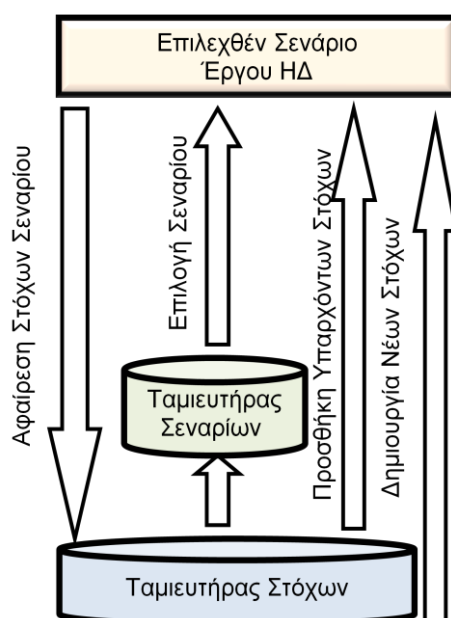 Επιλεχθέν Σενάριο
Έργου ΗΔ
Αφαίρεση Στόχων Σεναρίου
Επιλογή Σεναρίου
Προσθήκη Υπαρχόντων Στόχων
Δημιουργία Νέων Στόχων
Ταμιευτήρας
Σεναρίων
Ταμιευτήρας Στόχων